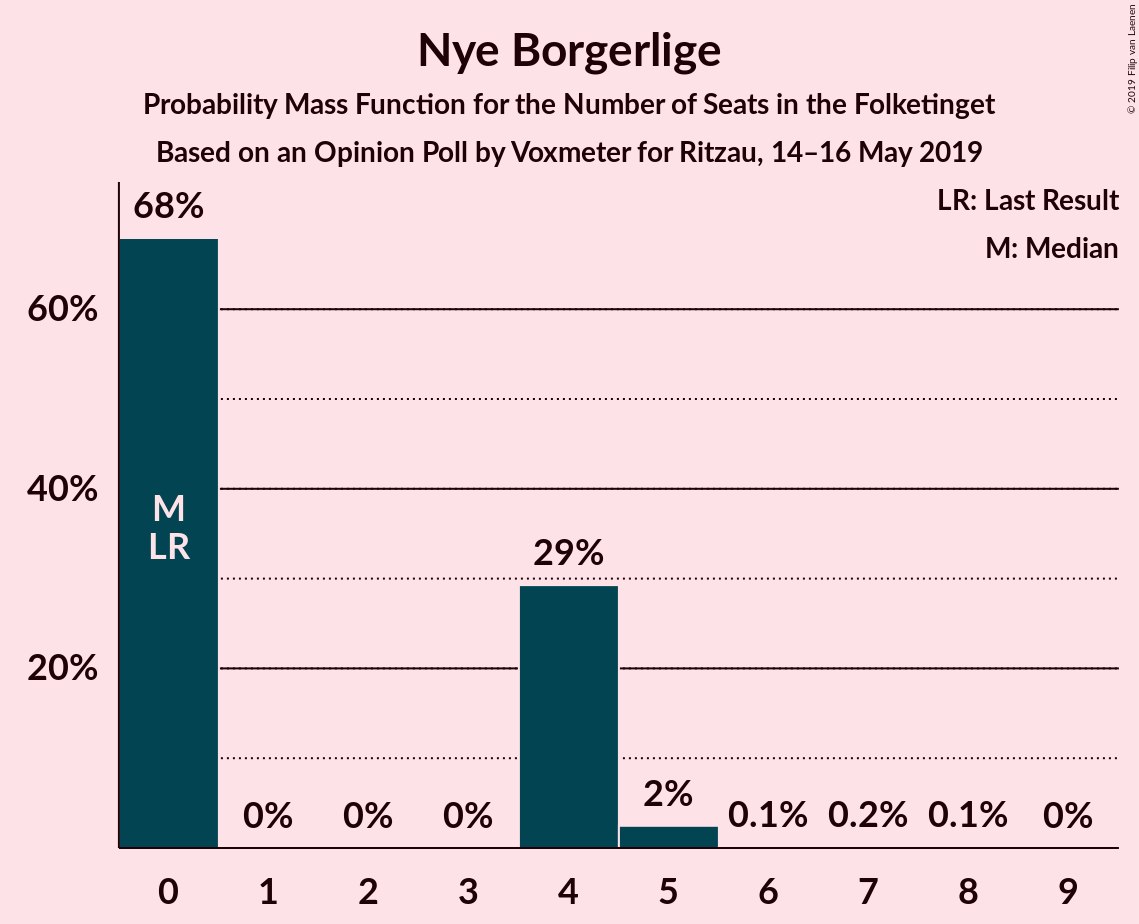 Nye Borgerlige
Probability Mass Function for the Number of Seats in the Folketinget
Based on an Opinion Poll by Voxmeter for Ritzau, 14–16 May 2019
© 2019 Filip van Laenen
LR: Last Result
M: Median
68%
60%
40%
20%
M
LR
29%
0%
0%
0%
2%
0.1%
0.2%
0.1%
0%
0 1 2 3 4 5 6 7 8 9